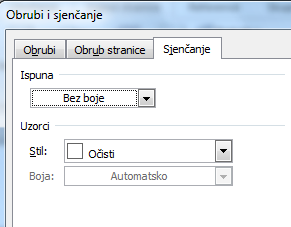 Obrubi i sjenčanje
Obrubi Obrub stranice Sjenčanje
Ispuna
Bez boje
Uzorci
Stil: Očisti
Boja: Automatsko